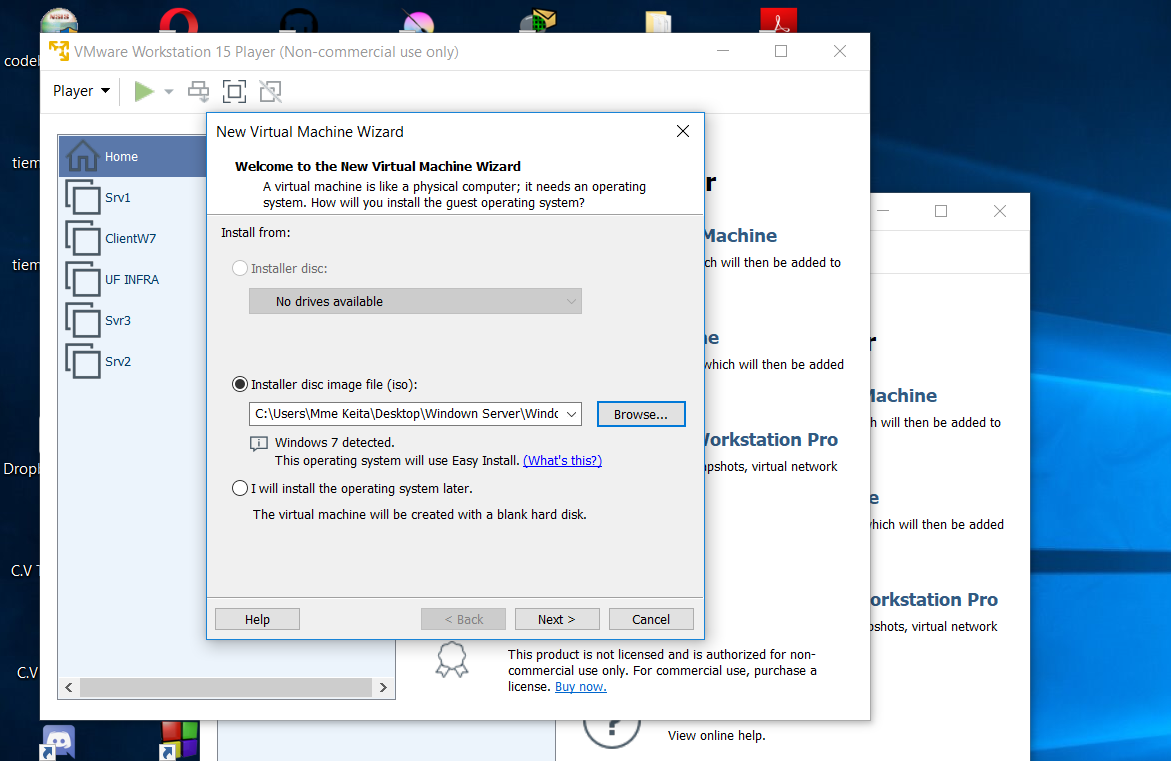 VMware Workstation 15 Player (Non-commercial use only)
Player
New Virtual Machine Wizard
Welcome to the New Virtual Machine Wizard
A virtual machine is like a physical computer; it needs an operating
system. How will you install the guest operating system?
Install from:
Installer disc:
No drives available
Installer disc image file (iso):
C:\Users\Mme Keita\Desktop\Windown Server\Windo
Browse...
Windows 7 detected.
This operating system will use Easy Install. (What's this?)
I will install the operating system later.
The virtual machine will be created with a blank hard disk.
Help
< Back
Next >
Cancel
Home
Srv1
ClientW7
UF INFRA
Svr3
Srv2
r
Machine
ch will then be added to
ne
which will then be added
Workstation Pro
pshots, virtual network
This product is not licensed and is authorized for non-
commercial use only. For commercial use, purchase a
license. Buy now.
r
Machine
h will then be added to
e
hich will then be added
orkstation Pro
pshots, virtual network
View online help.
tiem
tiem
Dropl
C.V T
C.V